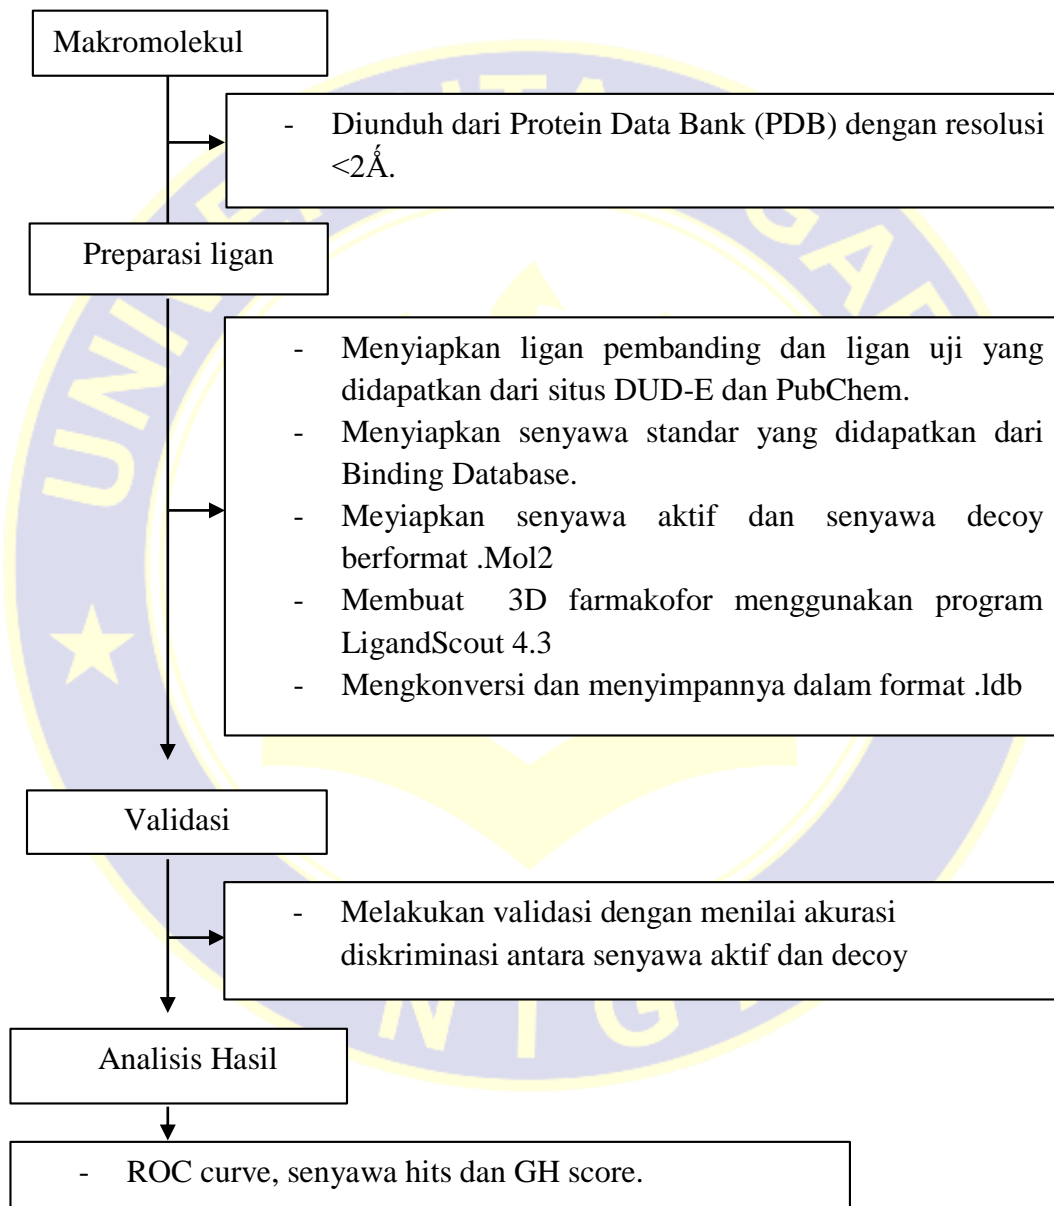 Makromolekul
- Diunduh dari Protein Data Bank (PDB) dengan resolusi
<2Ǻ.
Preparasi ligan
- Menyiapkan ligan pembanding dan ligan uji yang
didapatkan dari situs DUD-E dan PubChem.
- Menyiapkan senyawa standar yang didapatkan dari
Binding Database.
- Meyiapkan senyawa aktif dan senyawa decoy
berformat .Mol2
- Membuat 3D farmakofor menggunakan program
LigandScout 4.3
- Mengkonversi dan menyimpannya dalam format .ldb
Validasi
- Melakukan validasi dengan menilai akurasi
diskriminasi antara senyawa aktif dan decoy
Analisis Hasil
- ROC curve, senyawa hits dan GH score.